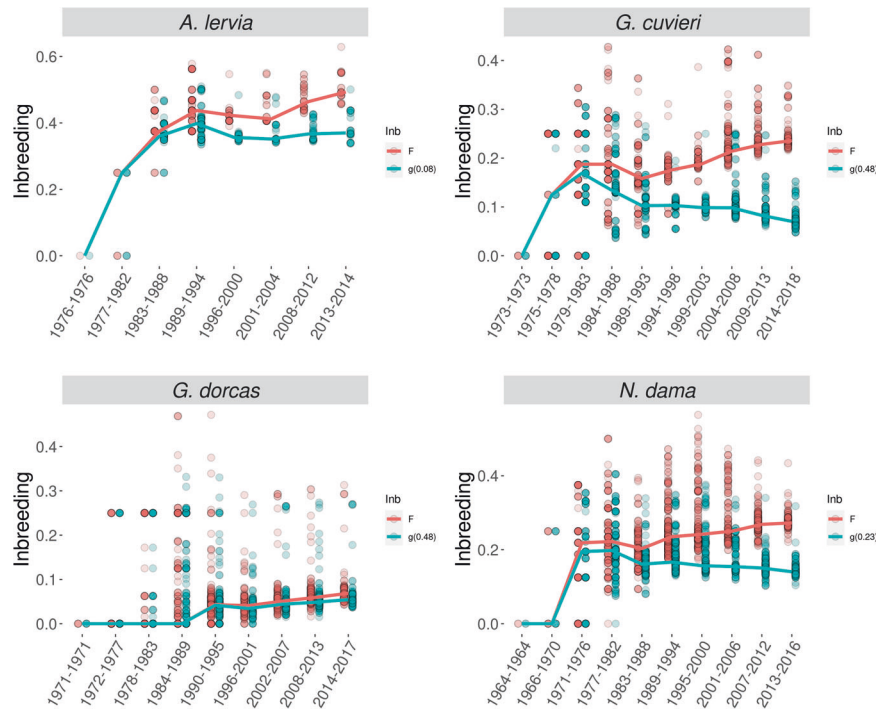 A. lervia
Inbreeding
0.6
0.4
0.2
0.0
1976-1976
1977-1982
1983-1988
1989-1994
1996-2000
2001-2004
2008-2012
2013-2014
Inb
F
g(0.08)
G. cuvieri
Inbreeding
0.4
0.3
0.2
0.1
0.0
1973-1973
1975-1978
1979-1983
1984-1988
1989-1993
1994-1998
1999-2003
2004-2008
2009-2013
2014-2018
Inb
F
g(0.48)
G. dorcas
Inbreeding
0.4
0.3
0.2
0.1
0.0
1971-1971
1972-1977
1978-1983
1984-1989
1990-1995
1996-2001
2002-2007
2008-2013
2014-2017
Inb
F
g(0.48)
N. dama
Inbreeding
0.4
0.2
0.0
1964-1964
1966-1970
1971-1976
1977-1982
1983-1988
1989-1994
1995-2000
2001-2006
2007-2012
2013-2016
Inb
F
g(0.23)